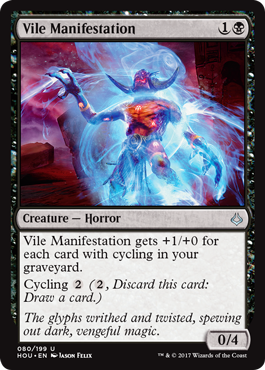 Vile Manifestation 1
Creature — Horror
Vile Manifestation gets +1/+0 for
each card with cycling in your
graveyard.
Cycling 2 (2, Discard this card:
Draw a card.)
The glyphs writhed and twisted, spewing
out dark, vengeful magic.
0/4
080/199 U
HOU • EN Jason Felix
™ & © 2017 Wizards of the Coast